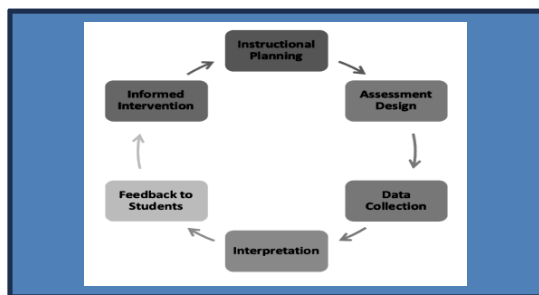 Instructional
Planning
Assessment
Design
Data
Collection
Interpretation
Feedback to
Students
Informed
Intervention